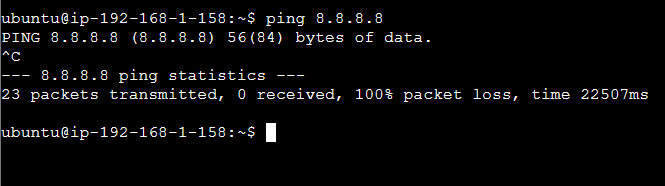 ubuntu@ip-192-168-1-158:~$ ping 8.8.8.8
PING 8.8.8.8 (8.8.8.8) 56(84) bytes of data.
^C
--- 8.8.8.8 ping statistics ---
23 packets transmitted, 0 received, 100% packet loss, time 22507ms
ubuntu@ip-192-168-1-158:~$